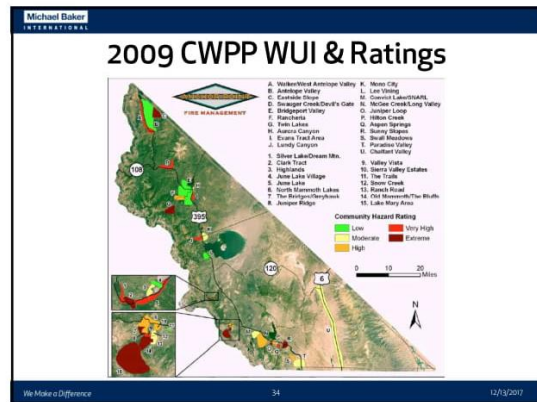 Michael Baker
INTERNATIONAL
2009 CWPP WUI & Ratings
FIRE MANAGEMENT
A. Walker/West Antelope Valley
B. Antelope Valley
C. Eastside Slope
D. Swauger Creek/Devil's Gate
E. Bridgeport Valley
F. Rancheria
G. Twin Lakes
H. Aurora Canyon
I. Evans Tract Area
J. Lundy Canyon
K. Mono City
L. Lee Vining
M. Convict Lake/SNARL
N. McGee Creek/Long Valley
O. Juniper Loop
P. Hilton Creek
Q. Aspen Springs
R. Sunny Slopes
S. Swall Meadows
T. Paradise Valley
U. Chalfant Valley
1. Silver Lake/Dream Mtn.
2. Clark Tract
3. Highlands
4. June Lake Village
5. June Lake
6. North Mammoth Lakes
7. The Bridges/Greyhawk
8. Juniper Ridge
9. Valley Vista
10. Sierra Valley Estates
11. The Trails
12. Snow Creek
13. Ranch Road
14. Old Mammoth/The Bluffs
15. Lake Mary Area
108
395
120
6
Community Hazard Rating
Low
Moderate
High
Very High
Extreme
0 10 20
Miles
N
We Make a Difference
34
12/13/2017